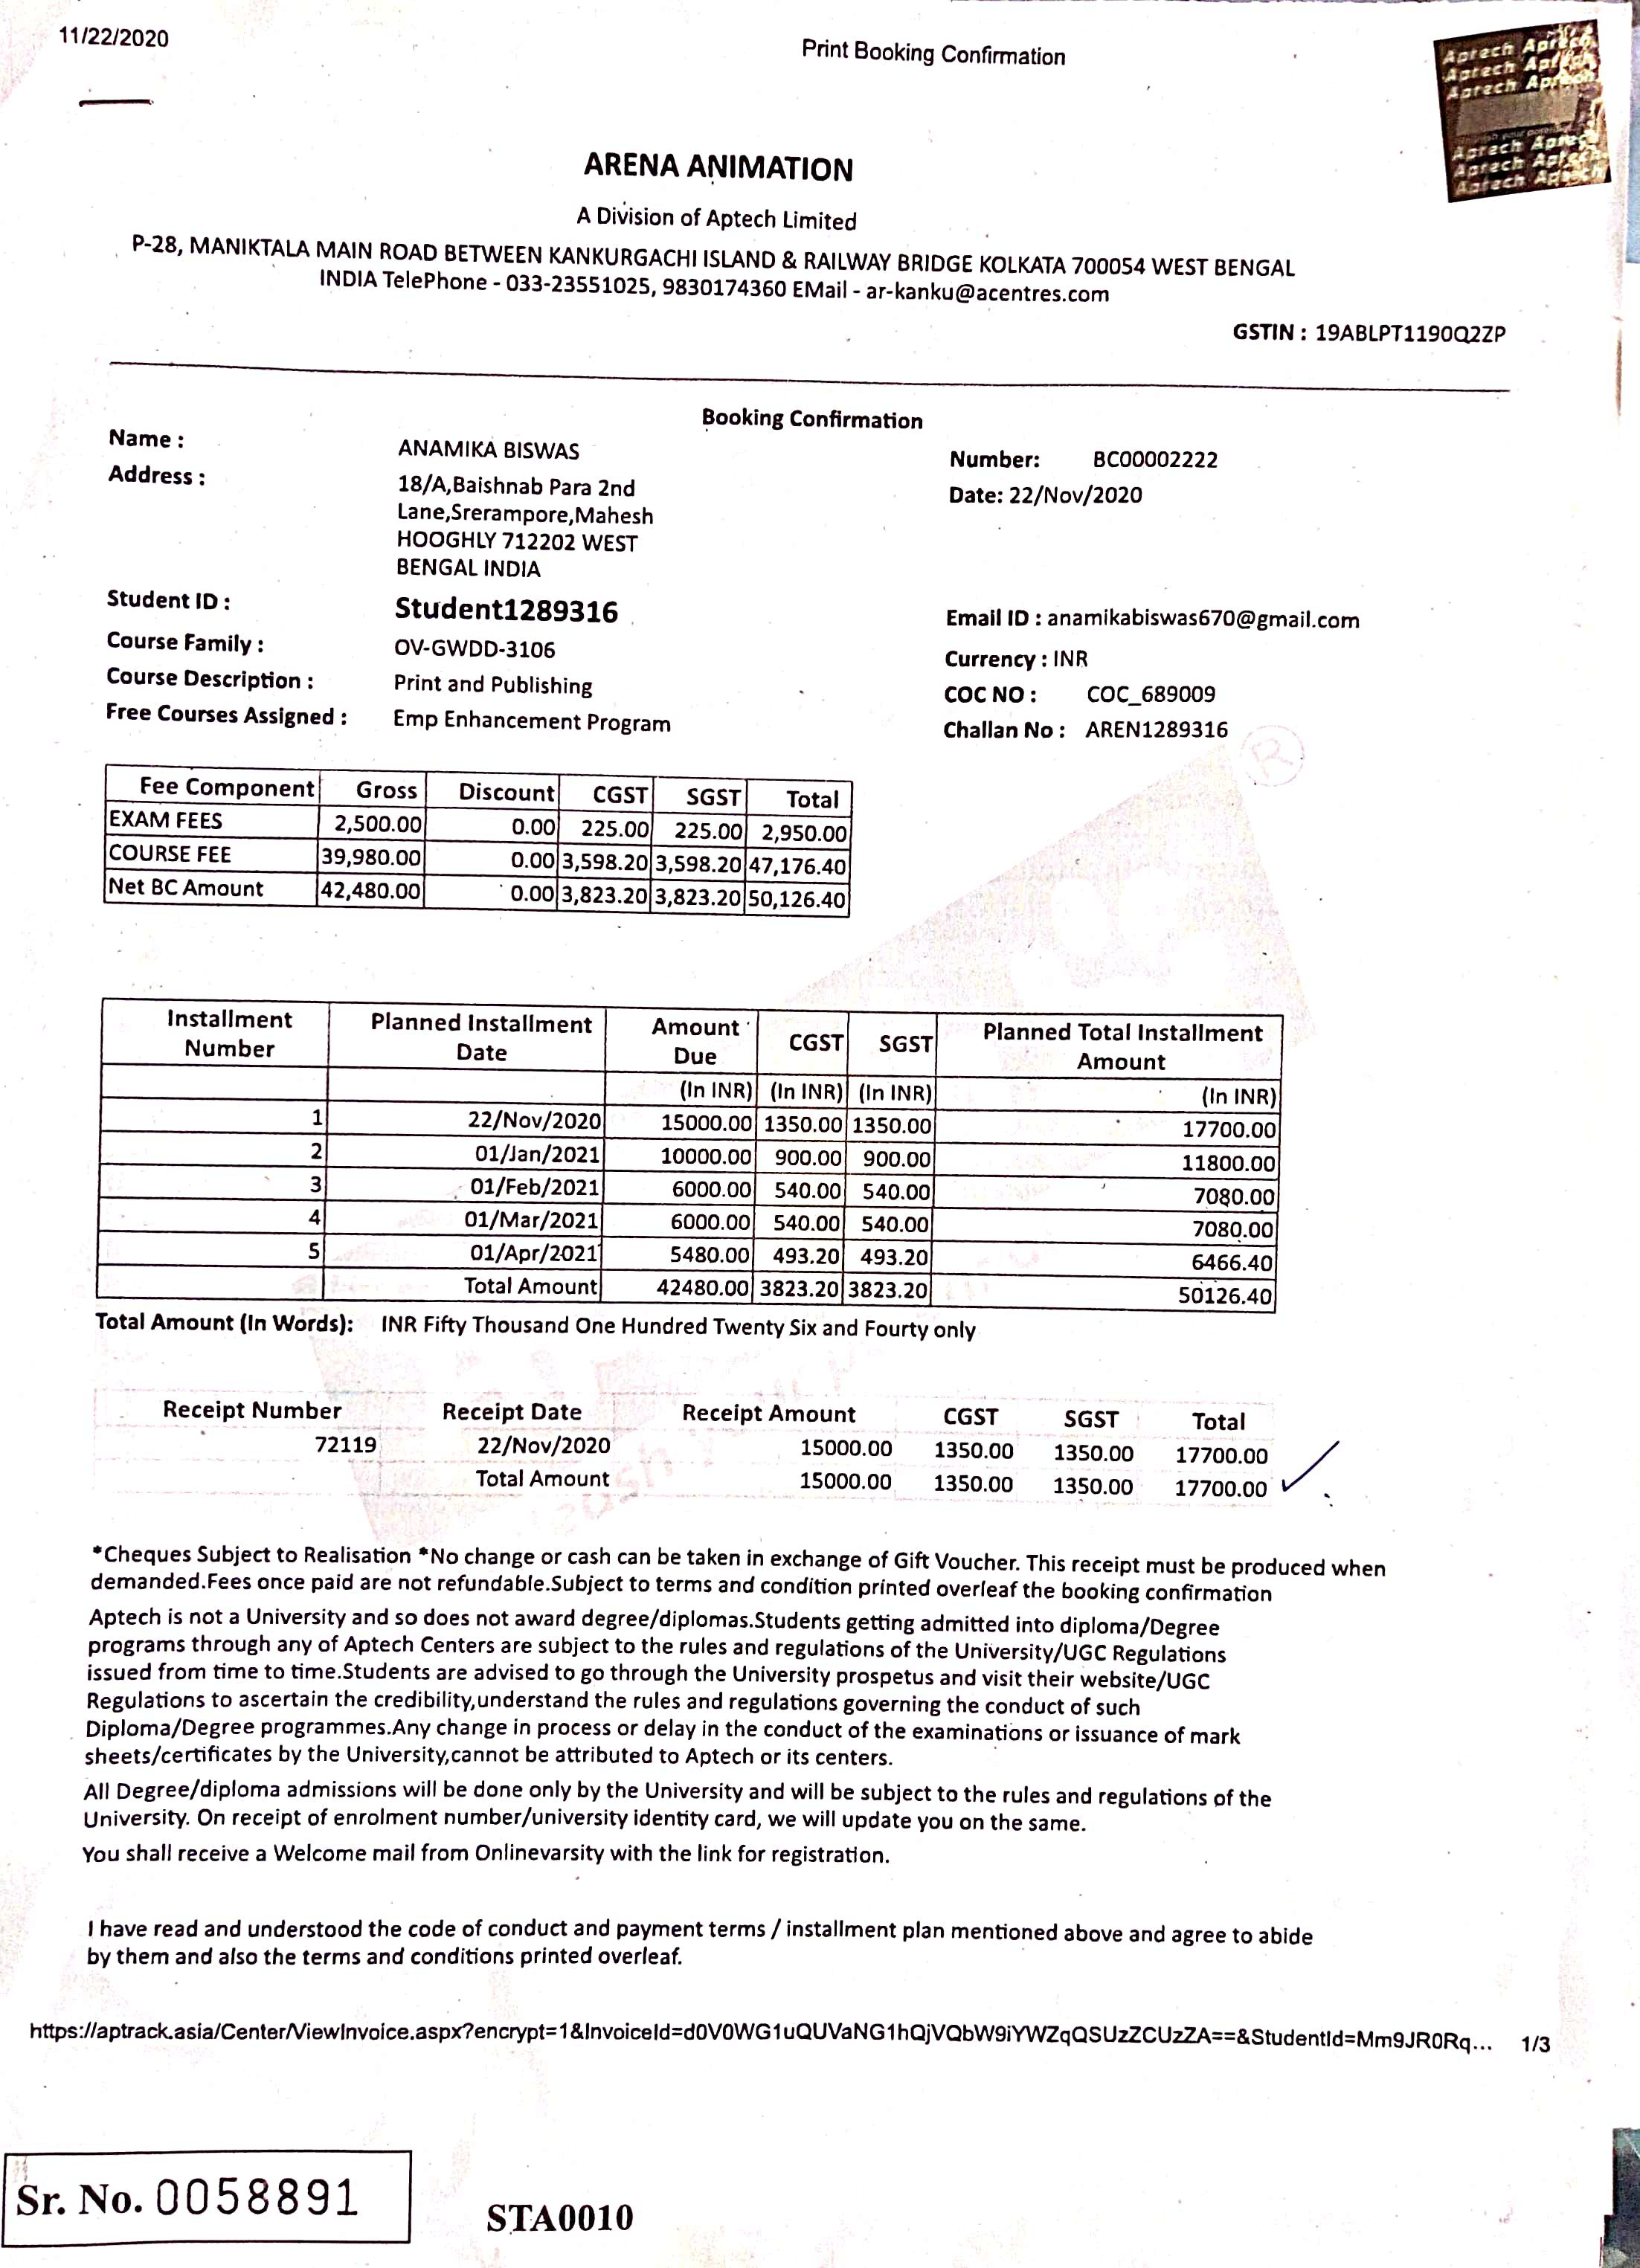 11/22/2020
Print Booking Confirmation
Aptech Aptech
Aptech Aptech
Aptech Aptech
Aptech Aptech
Aptech Aptech
Aptech Aptech
ARENA ANIMATION
A Division of Aptech Limited
P-28, MANIKTALA MAIN ROAD BETWEEN KANKURGACHI ISLAND & RAILWAY BRIDGE KOLKATA 700054 WEST BENGAL
INDIA TelePhone - 033-23551025, 9830174360 EMail - ar-kanku@acentres.com
GSTIN : 19ABLPT1190Q2ZP
Booking Confirmation
Name : ANAMIKA BISWAS
Number: BC00002222
Address : 18/A,Baishnab Para 2nd
Date: 22/Nov/2020
Lane,Srerampore,Mahesh
HOOGHLY 712202 WEST
BENGAL INDIA
Student ID : Student1289316
Email ID : anamikabiswas670@gmail.com
Course Family : OV-GWDD-3106
Currency : INR
Course Description : Print and Publishing
COC NO : COC_689009
Free Courses Assigned : Emp Enhancement Program
Challan No : AREN1289316
Fee Component Gross Discount CGST SGST Total
EXAM FEES 2,500.00 0.00 225.00 225.00 2,950.00
COURSE FEE 39,980.00 0.00 3,598.20 3,598.20 47,176.40
Net BC Amount 42,480.00 0.00 3,823.20 3,823.20 50,126.40
Installment Number Planned Installment Date Amount Due CGST SGST Planned Total Installment Amount
(In INR) (In INR) (In INR) (In INR)
1 22/Nov/2020 15000.00 1350.00 1350.00 17700.00
2 01/Jan/2021 10000.00 900.00 900.00 11800.00
3 01/Feb/2021 6000.00 540.00 540.00 7080.00
4 01/Mar/2021 6000.00 540.00 540.00 7080.00
5 01/Apr/2021 5480.00 493.20 493.20 6466.40
Total Amount 42480.00 3823.20 3823.20 50126.40
Total Amount (In Words): INR Fifty Thousand One Hundred Twenty Six and Fourty only
Receipt Number Receipt Date Receipt Amount CGST SGST Total
72119 22/Nov/2020 15000.00 1350.00 1350.00 17700.00
Total Amount 15000.00 1350.00 1350.00 17700.00
*Cheques Subject to Realisation *No change or cash can be taken in exchange of Gift Voucher. This receipt must be produced when
demanded.Fees once paid are not refundable.Subject to terms and condition printed overleaf the booking confirmation
Aptech is not a University and so does not award degree/diplomas.Students getting admitted into diploma/Degree
programs through any of Aptech Centers are subject to the rules and regulations of the University/UGC Regulations
issued from time to time.Students are advised to go through the University prospetus and visit their website/UGC
Regulations to ascertain the credibility,understand the rules and regulations governing the conduct of such
Diploma/Degree programmes.Any change in process or delay in the conduct of the examinations or issuance of mark
sheets/certificates by the University,cannot be attributed to Aptech or its centers.
All Degree/diploma admissions will be done only by the University and will be subject to the rules and regulations of the
University. On receipt of enrolment number/university identity card, we will update you on the same.
You shall receive a Welcome mail from Onlinevarsity with the link for registration.
I have read and understood the code of conduct and payment terms / installment plan mentioned above and agree to abide
by them and also the terms and conditions printed overleaf.
https://aptrack.asia/Center/ViewInvoice.aspx?encrypt=1&InvoiceId=d0V0WG1uQUVaNG1hQjVQbW9iYWZqQSUzZCUzZA==&StudentId=Mm9JR0Rq... 1/3
Sr. No. 0058891
STA0010